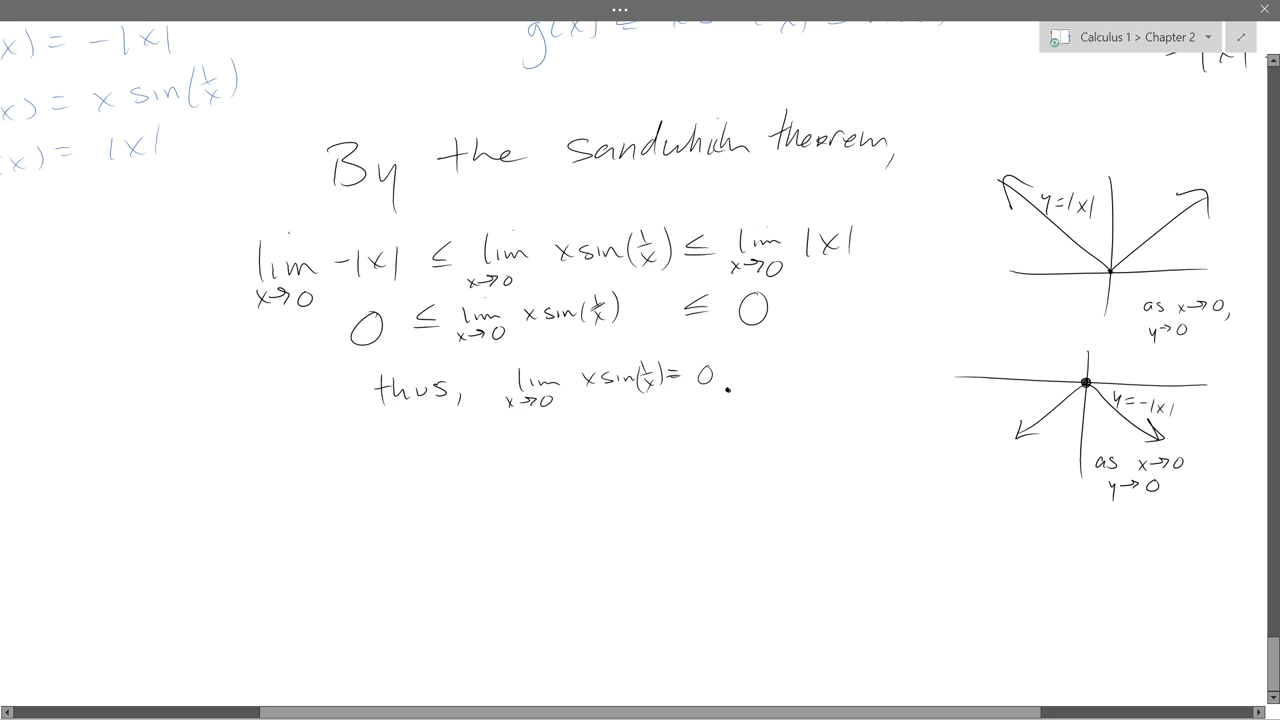 x) = -|x|
x) = x sin(1/x)
x) = |x|
Calculus 1 > Chapter 2
By the sandwhich theorem,
lim x→0 -|x| ≤ lim x→0 x sin(1/x) ≤ lim x→0 |x|
0 ≤ lim x→0 x sin(1/x) ≤ 0
thus, lim x→0 x sin(1/x) = 0.
y=|x|
as x→0,
y→0
y=-|x|
as x→0
y→0